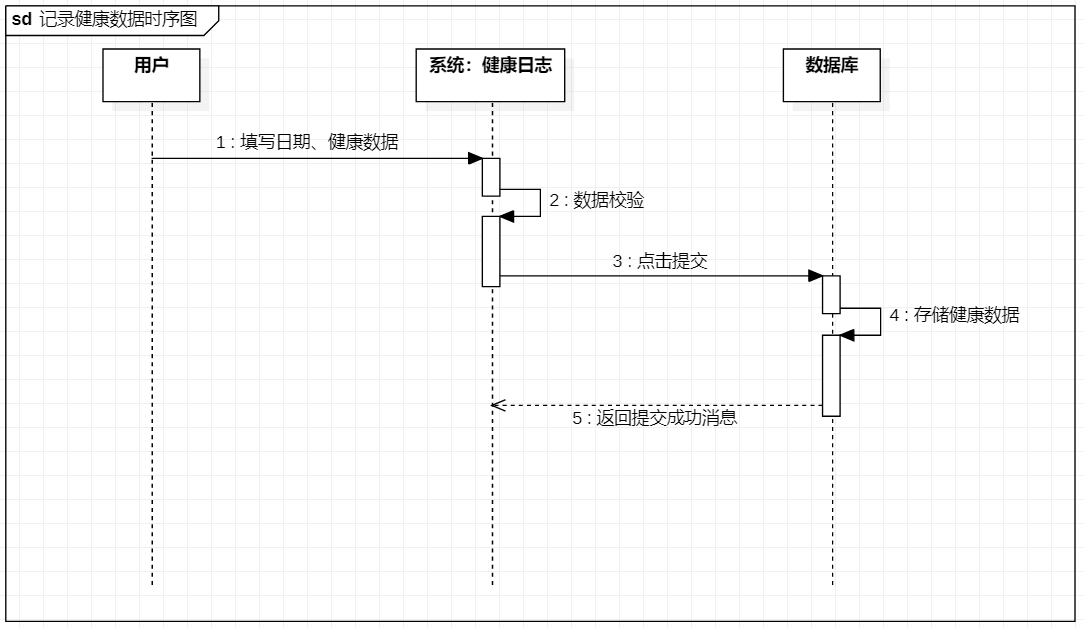 sd 记录健康数据时序图
用户
系统：健康日志
数据库
1 : 填写日期、健康数据
2 : 数据校验
3 : 点击提交
4 : 存储健康数据
5 : 返回提交成功消息